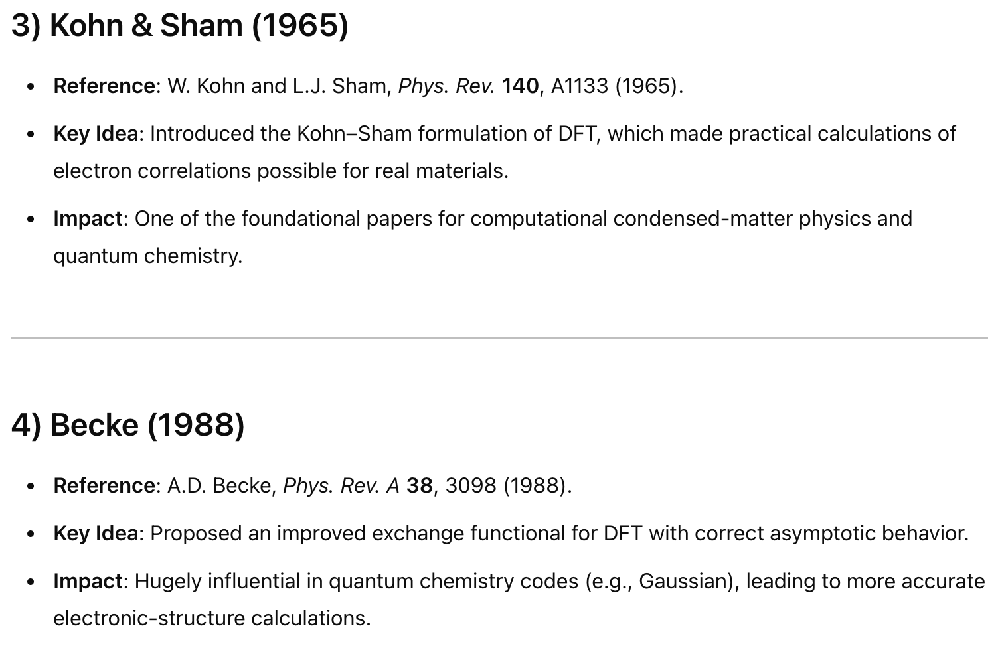 3) Kohn & Sham (1965)
• Reference: W. Kohn and L.J. Sham, Phys. Rev. 140, A1133 (1965).
• Key Idea: Introduced the Kohn–Sham formulation of DFT, which made practical calculations of
electron correlations possible for real materials.
• Impact: One of the foundational papers for computational condensed-matter physics and
quantum chemistry.
4) Becke (1988)
• Reference: A.D. Becke, Phys. Rev. A 38, 3098 (1988).
• Key Idea: Proposed an improved exchange functional for DFT with correct asymptotic behavior.
• Impact: Hugely influential in quantum chemistry codes (e.g., Gaussian), leading to more accurate
electronic-structure calculations.